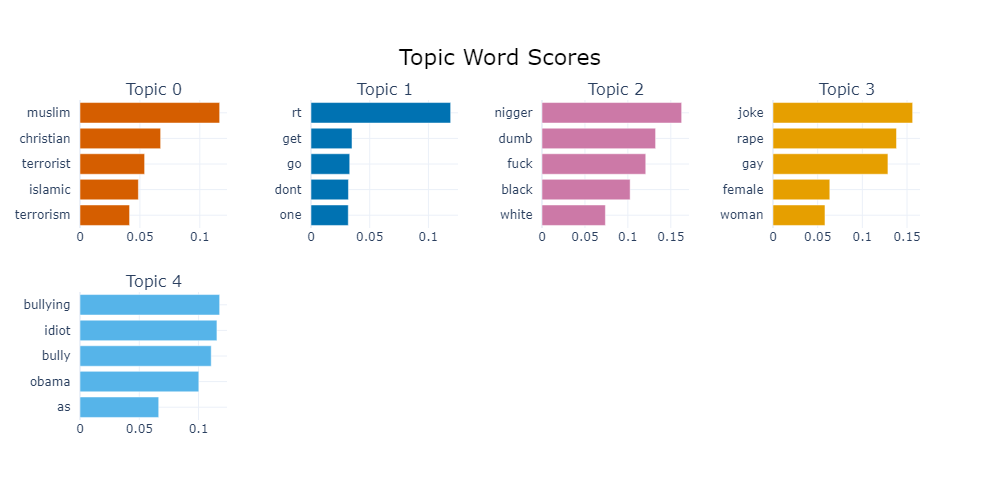 Topic Word Scores
Topic 0
muslim
christian
terrorist
islamic
terrorism
0 0.05 0.1
Topic 1
rt
get
go
dont
one
0 0.05 0.1
Topic 2
nigger
dumb
fuck
black
white
0 0.05 0.1 0.15
Topic 3
joke
rape
gay
female
woman
0 0.05 0.1 0.15
Topic 4
bullying
idiot
bully
obama
as
0 0.05 0.1